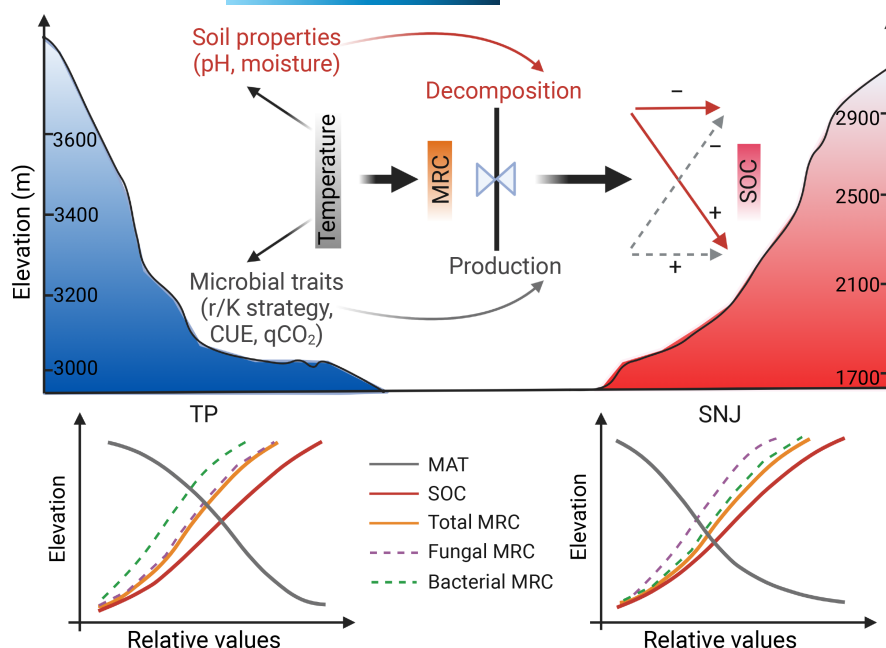 Soil properties
(pH, moisture)
Decomposition
Elevation (m)
3600
3400
3200
3000
Temperature
MRC
Production
Microbial traits
(r/K strategy,
CUE, qCO₂)
−
−
+
+
SOC
2900
2500
2100
1700
TP
Elevation
Relative values
MAT
SOC
Total MRC
Fungal MRC
Bacterial MRC
SNJ
Elevation
Relative values